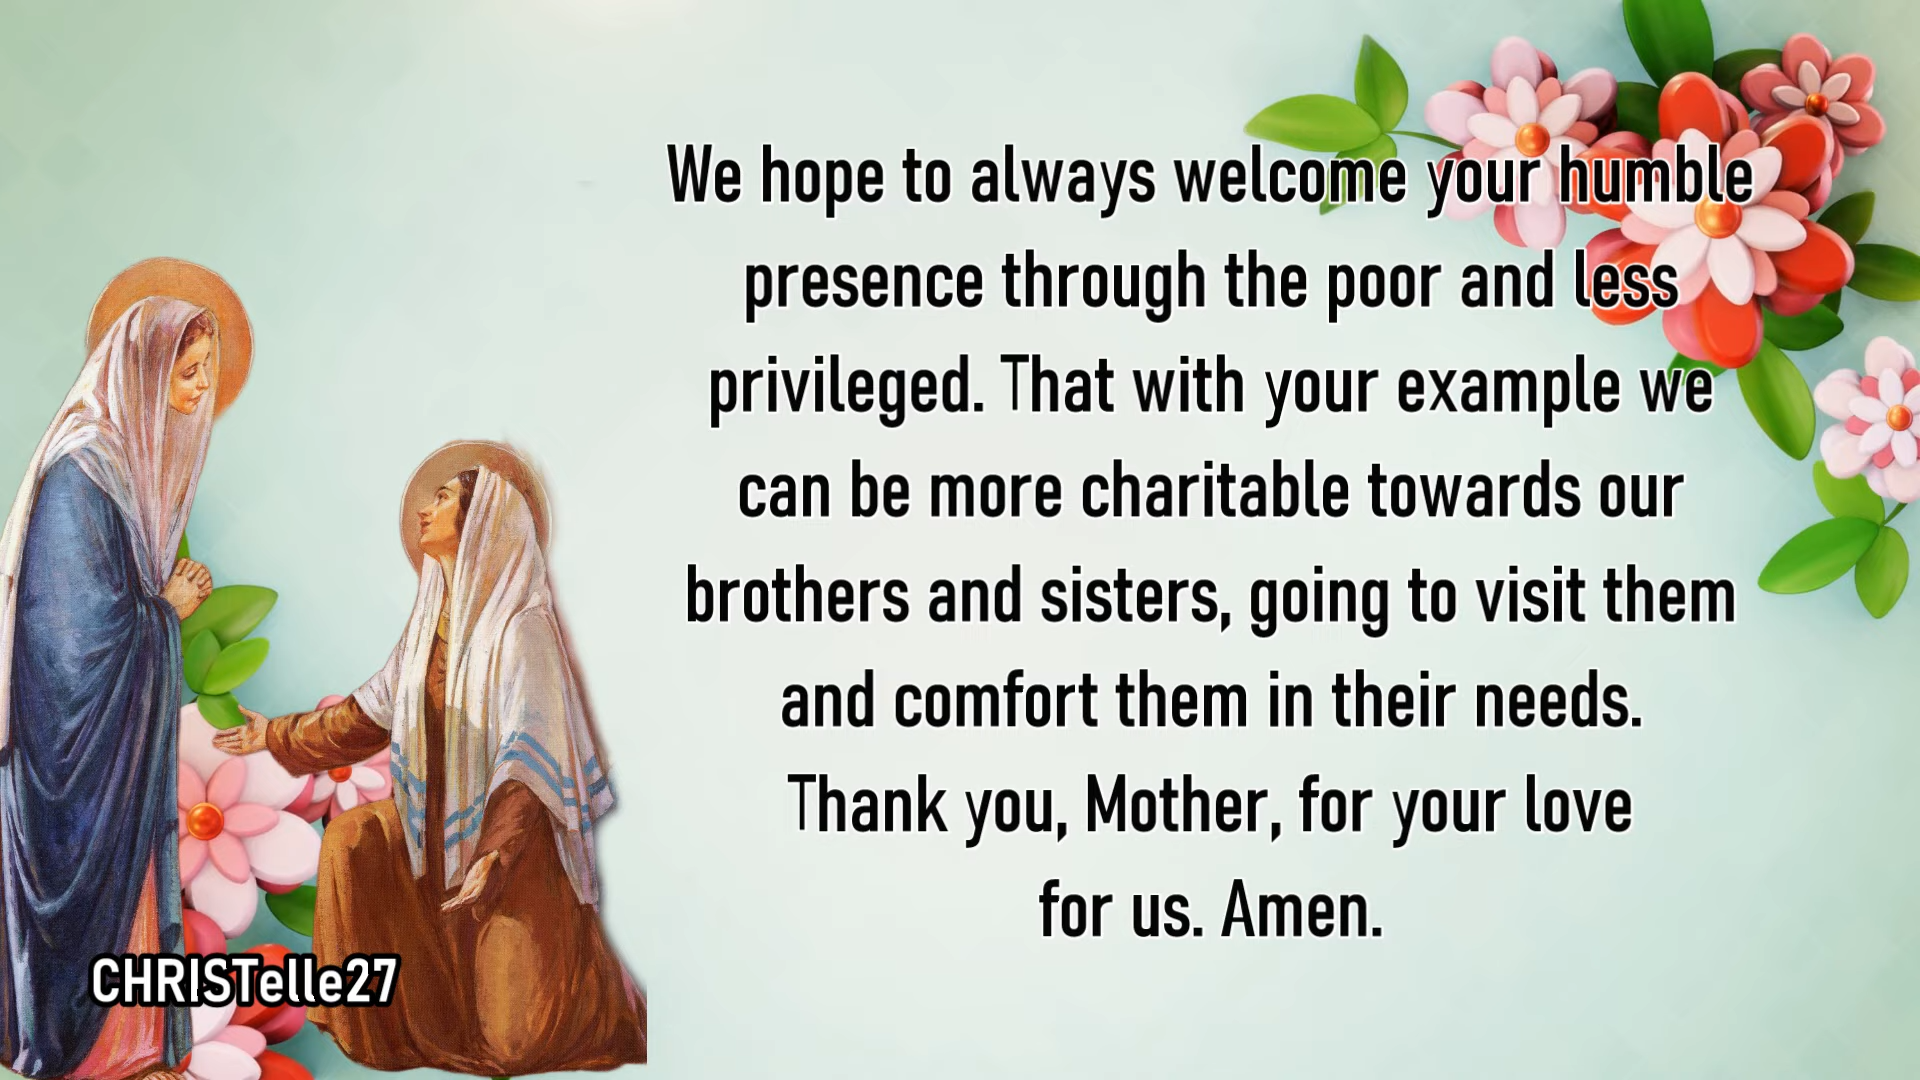 We hope to always welcome your humble
presence through the poor and less
privileged. That with your example we
can be more charitable towards our
brothers and sisters, going to visit them
and comfort them in their needs.
Thank you, Mother, for your love
for us. Amen.
CHRISTelle27